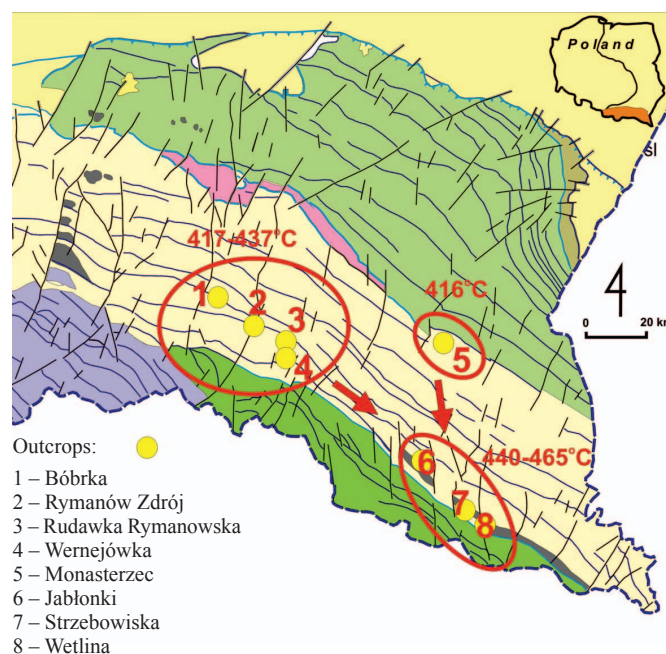 Poland
SI
417-437°C
416°C
0 20 km
1
2
3
4
5
440-465°C
6
7
8
Outcrops:
1 – Bóbrka
2 – Rymanów Zdrój
3 – Rudawka Rymanowska
4 – Wernejówka
5 – Monasterzec
6 – Jabłonki
7 – Strzebowiska
8 – Wetlina